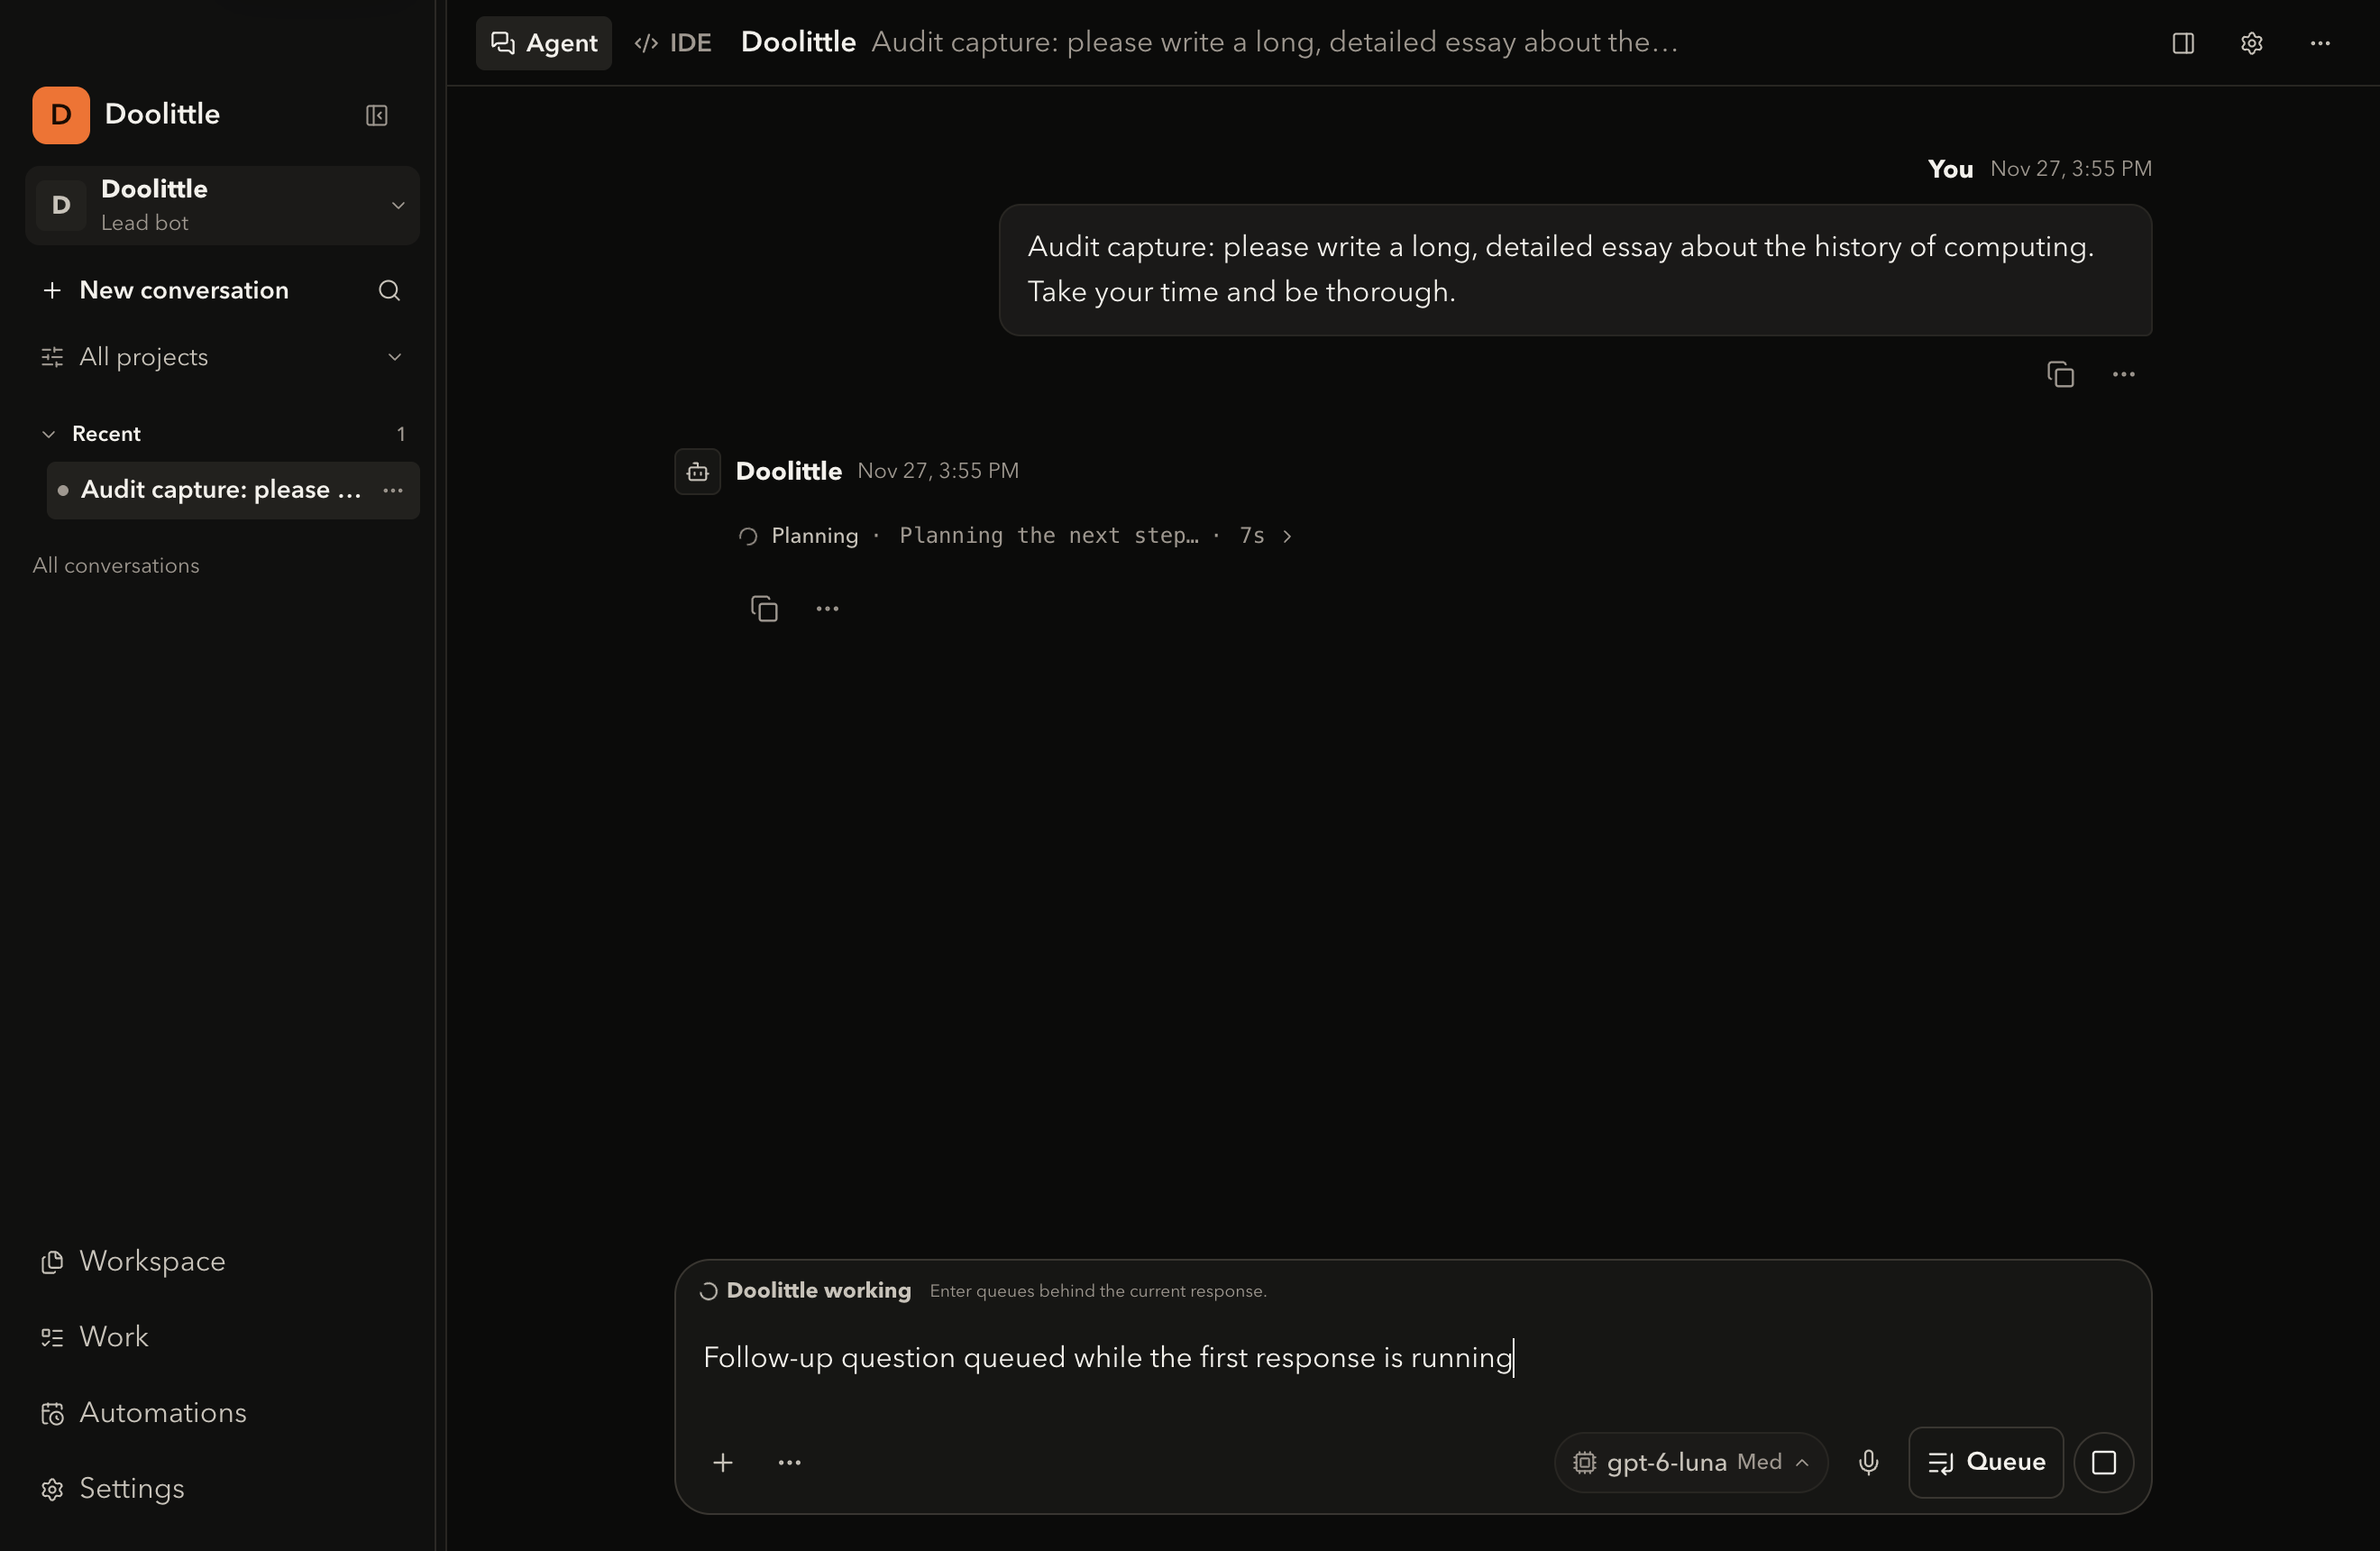 Agent
IDE
Doolittle Audit capture: please write a long, detailed essay about the…
D Doolittle
D
Doolittle
Lead bot
New conversation
All projects
Recent 1
Audit capture: please …
All conversations
Workspace
Work
Automations
Settings
You Nov 27, 3:55 PM
Audit capture: please write a long, detailed essay about the history of computing.
Take your time and be thorough.
Doolittle Nov 27, 3:55 PM
Planning · Planning the next step… · 7s
Doolittle working Enter queues behind the current response.
Follow-up question queued while the first response is running
gpt-6-luna Med
Queue